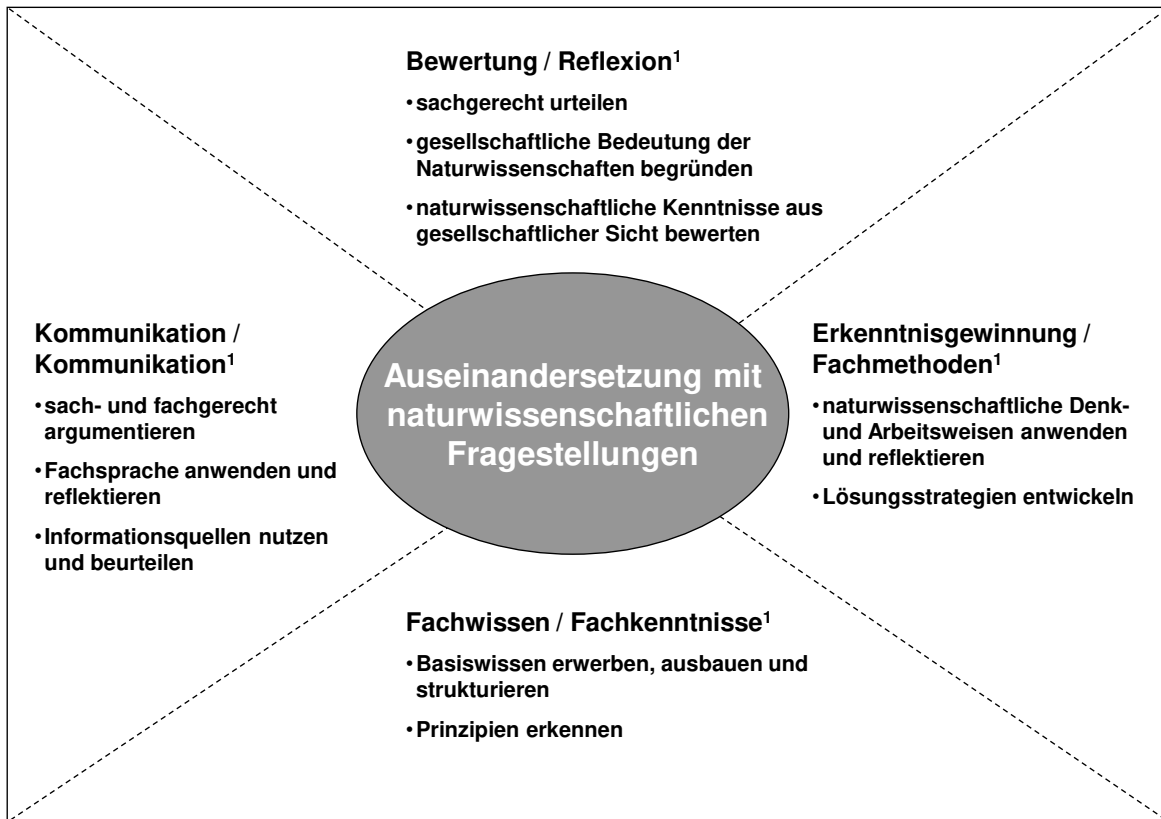 Bewertung / Reflexion¹
•sachgerecht urteilen
•gesellschaftliche Bedeutung der
Naturwissenschaften begründen
•naturwissenschaftliche Kenntnisse aus
gesellschaftlicher Sicht bewerten
Kommunikation /
Kommunikation¹
•sach- und fachgerecht
argumentieren
•Fachsprache anwenden und
reflektieren
•Informationsquellen nutzen
und beurteilen
Auseinandersetzung mit
naturwissenschaftlichen
Fragestellungen
Erkenntnisgewinnung /
Fachmethoden¹
•naturwissenschaftliche Denk-
und Arbeitsweisen anwenden
und reflektieren
•Lösungsstrategien entwickeln
Fachwissen / Fachkenntnisse¹
•Basiswissen erwerben, ausbauen und
strukturieren
•Prinzipien erkennen